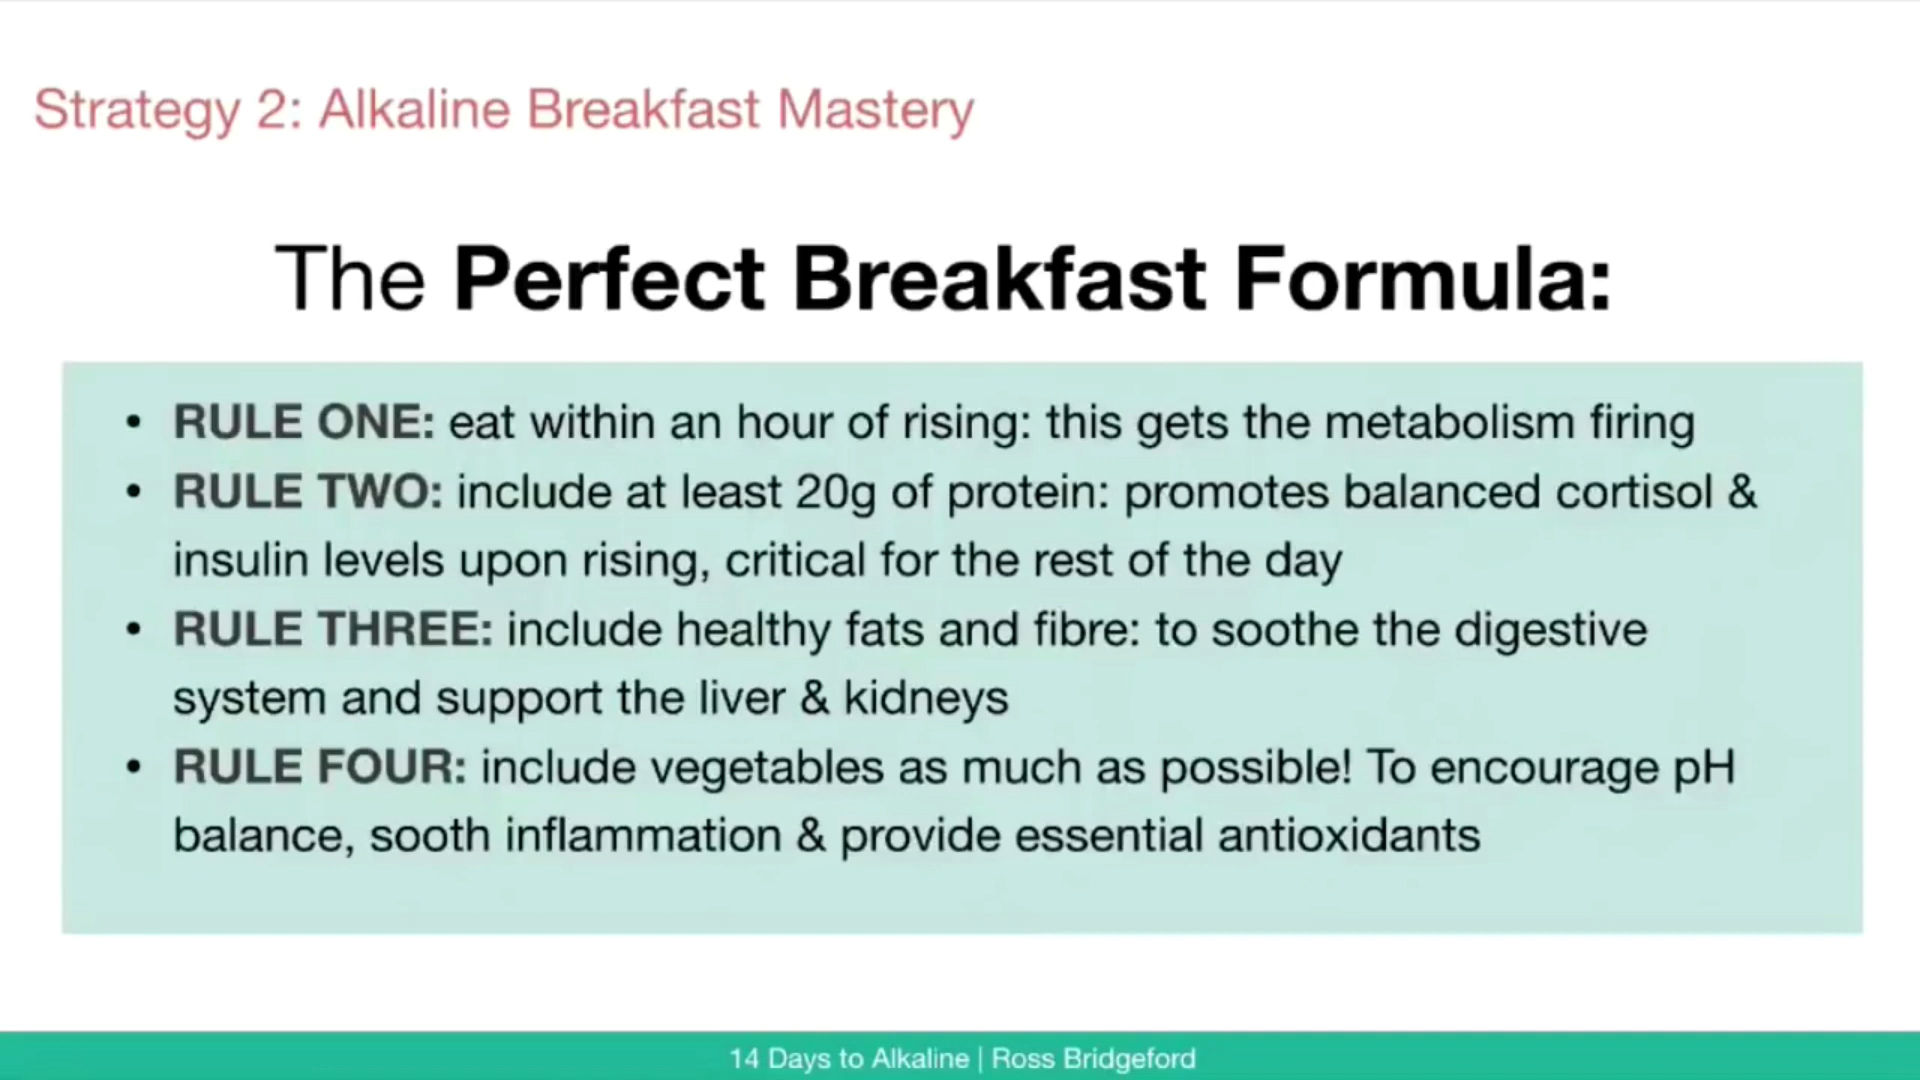 Strategy 2: Alkaline Breakfast Mastery
The Perfect Breakfast Formula:
• RULE ONE: eat within an hour of rising: this gets the metabolism firing
• RULE TWO: include at least 20g of protein: promotes balanced cortisol &
insulin levels upon rising, critical for the rest of the day
• RULE THREE: include healthy fats and fibre: to soothe the digestive
system and support the liver & kidneys
• RULE FOUR: include vegetables as much as possible! To encourage pH
balance, sooth inflammation & provide essential antioxidants
14 Days to Alkaline | Ross Bridgeford